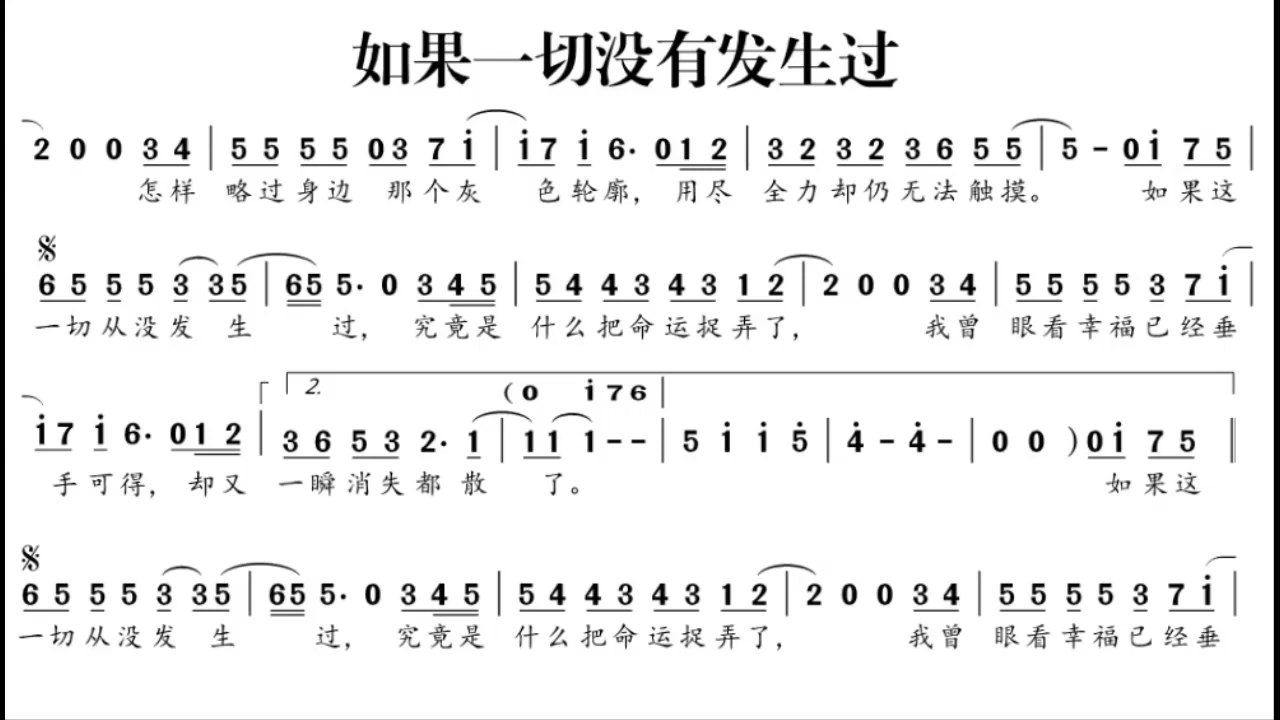 如果一切没有发生过
2 0 0 3 4 | 5 5 5 5 0 3 7 i | i 7 i 6· 0 1 2 | 3 2 3 2 3 6 5 5 | 5 - 0 i 7 5 |
怎样 略过身边 那个灰 色轮廓，用尽 全力却仍无法触摸。 如果这
𝄋
6 5 5 5 3 3 5 | 6 5 5· 0 3 4 5 | 5 4 4 3 4 3 1 2 | 2 0 0 3 4 | 5 5 5 5 3 7 i |
一切从没发 生 过，究竟是 什么把命运捉弄了， 我曾 眼看幸福已经垂
2. （0 i 7 6 |
i 7 i 6· 0 1 2 | 3 6 5 3 2· 1 | 1 1 1 - - | 5 i i 5̇ | 4̇ - 4̇ - | 0 0 ）0 i 7 5 ‖
手可得，却又 一瞬消失都散 了。 如果这
𝄋
6 5 5 5 3 3 5 | 6 5 5· 0 3 4 5 | 5 4 4 3 4 3 1 2 | 2 0 0 3 4 | 5 5 5 5 3 7 i |
一切从没发 生 过，究竟是 什么把命运捉弄了， 我曾 眼看幸福已经垂